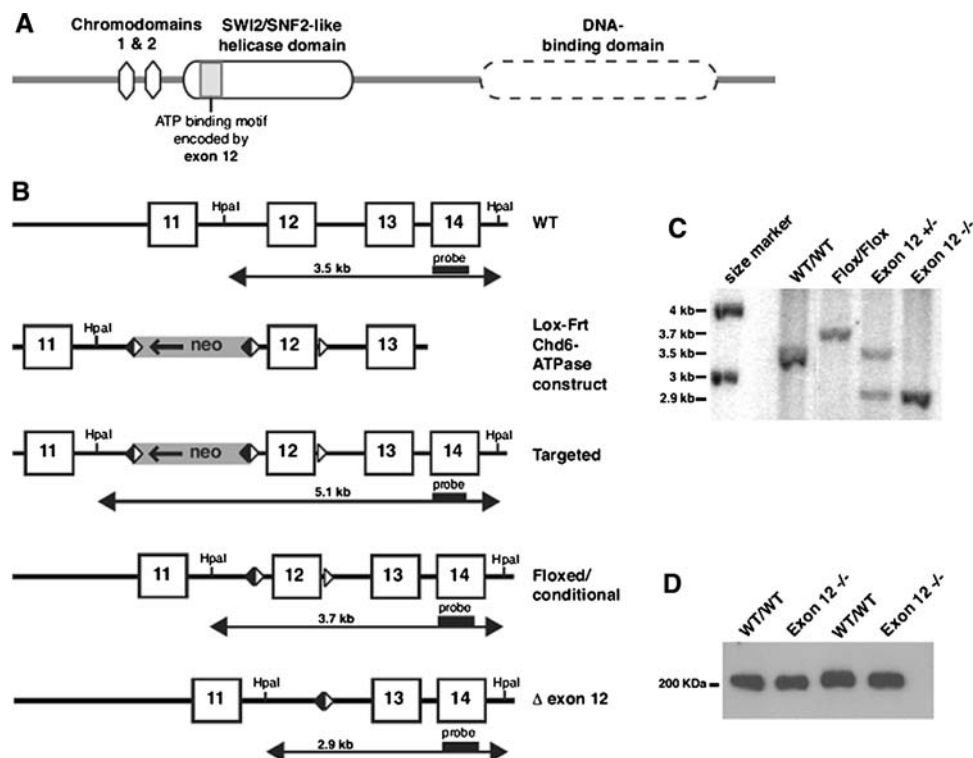 A
Chromodomains
1 & 2
SWI2/SNF2-like
helicase domain
DNA-
binding domain
ATP binding motif
encoded by
exon 12
B
11 HpaI 12 13 14 HpaI
WT
probe
3.5 kb
11 HpaI neo 12 13
Lox-Frt
Chd6-
ATPase
construct
11 HpaI neo 12 13 14 HpaI
Targeted
probe
5.1 kb
11 HpaI 12 13 14 HpaI
Floxed/
conditional
probe
3.7 kb
11 HpaI 13 14 HpaI
Δ exon 12
probe
2.9 kb
C
size marker
WT/WT
Flox/Flox
Exon 12 +/-
Exon 12 -/-
4 kb
3.7 kb
3.5 kb
3 kb
2.9 kb
D
WT/WT
Exon 12 -/-
WT/WT
Exon 12 -/-
200 KDa